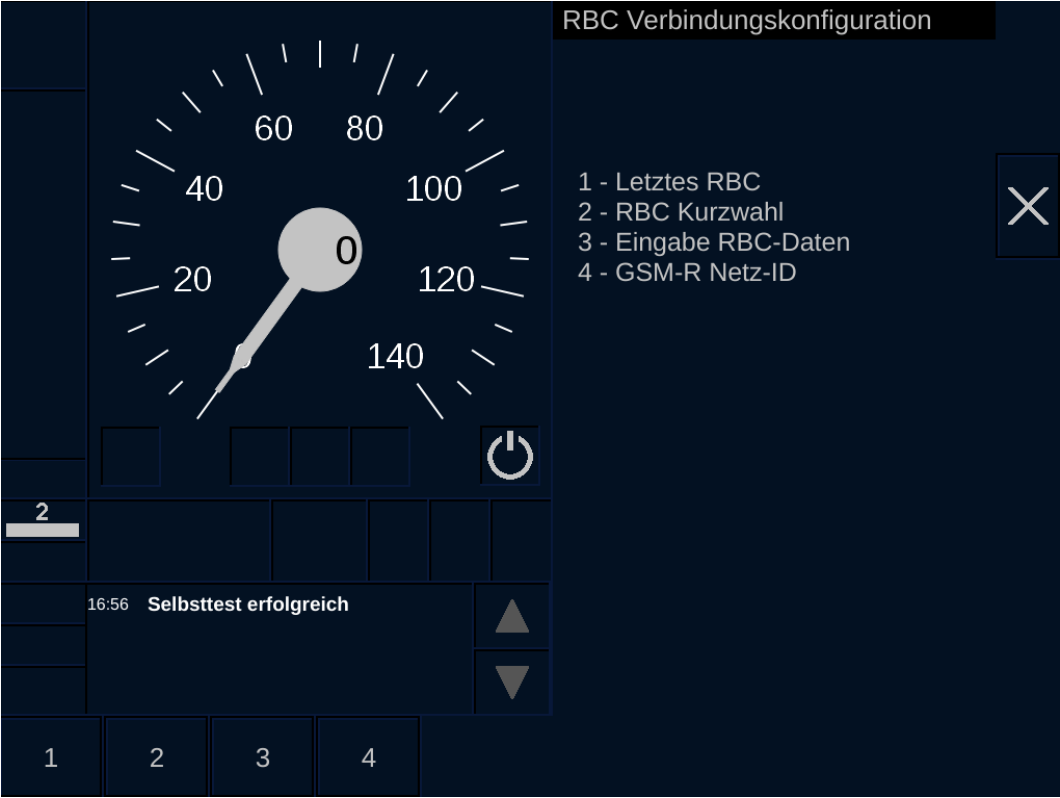 RBC Verbindungskonfiguration
60 80
40 100
0
20 120
0 140
1 - Letztes RBC
2 - RBC Kurzwahl
3 - Eingabe RBC-Daten
4 - GSM-R Netz-ID
2
16:56 Selbsttest erfolgreich
1 2 3 4